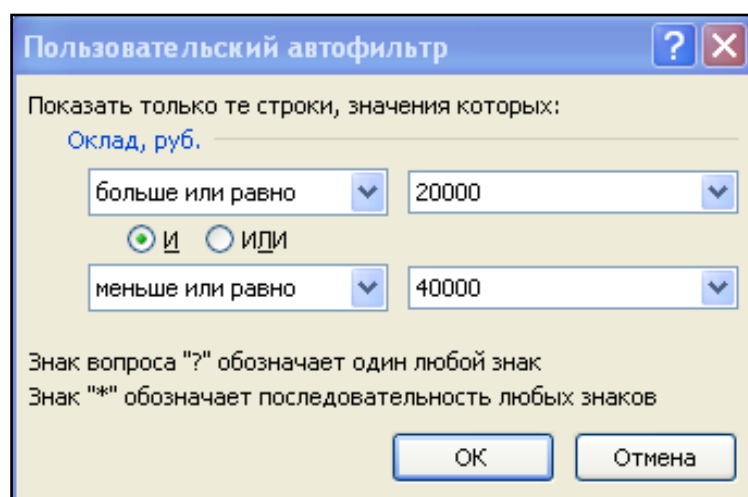 Пользовательский автофильтр ?
Показать только те строки, значения которых:
Оклад, руб.
больше или равно 20000
И ИЛИ
меньше или равно 40000
Знак вопроса "?" обозначает один любой знак
Знак "*" обозначает последовательность любых знаков
ОК Отмена